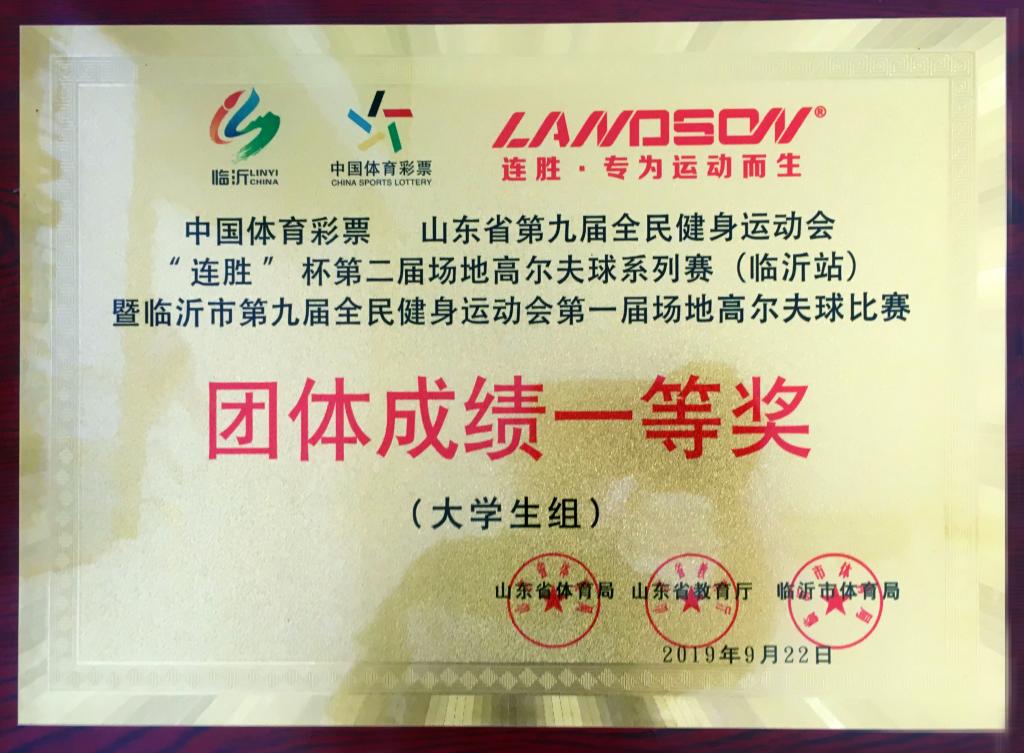 临沂 LINYI CHINA
中国体育彩票
CHINA SPORTS LOTTERY
LANDSON®
连胜·专为运动而生
中国体育彩票 山东省第九届全民健身运动会
“连胜”杯第二届场地高尔夫球系列赛（临沂站）
暨临沂市第九届全民健身运动会第一届场地高尔夫球比赛
团体成绩一等奖
（大学生组）
山东省体育局 山东省教育厅 临沂市体育局
2019年9月22日